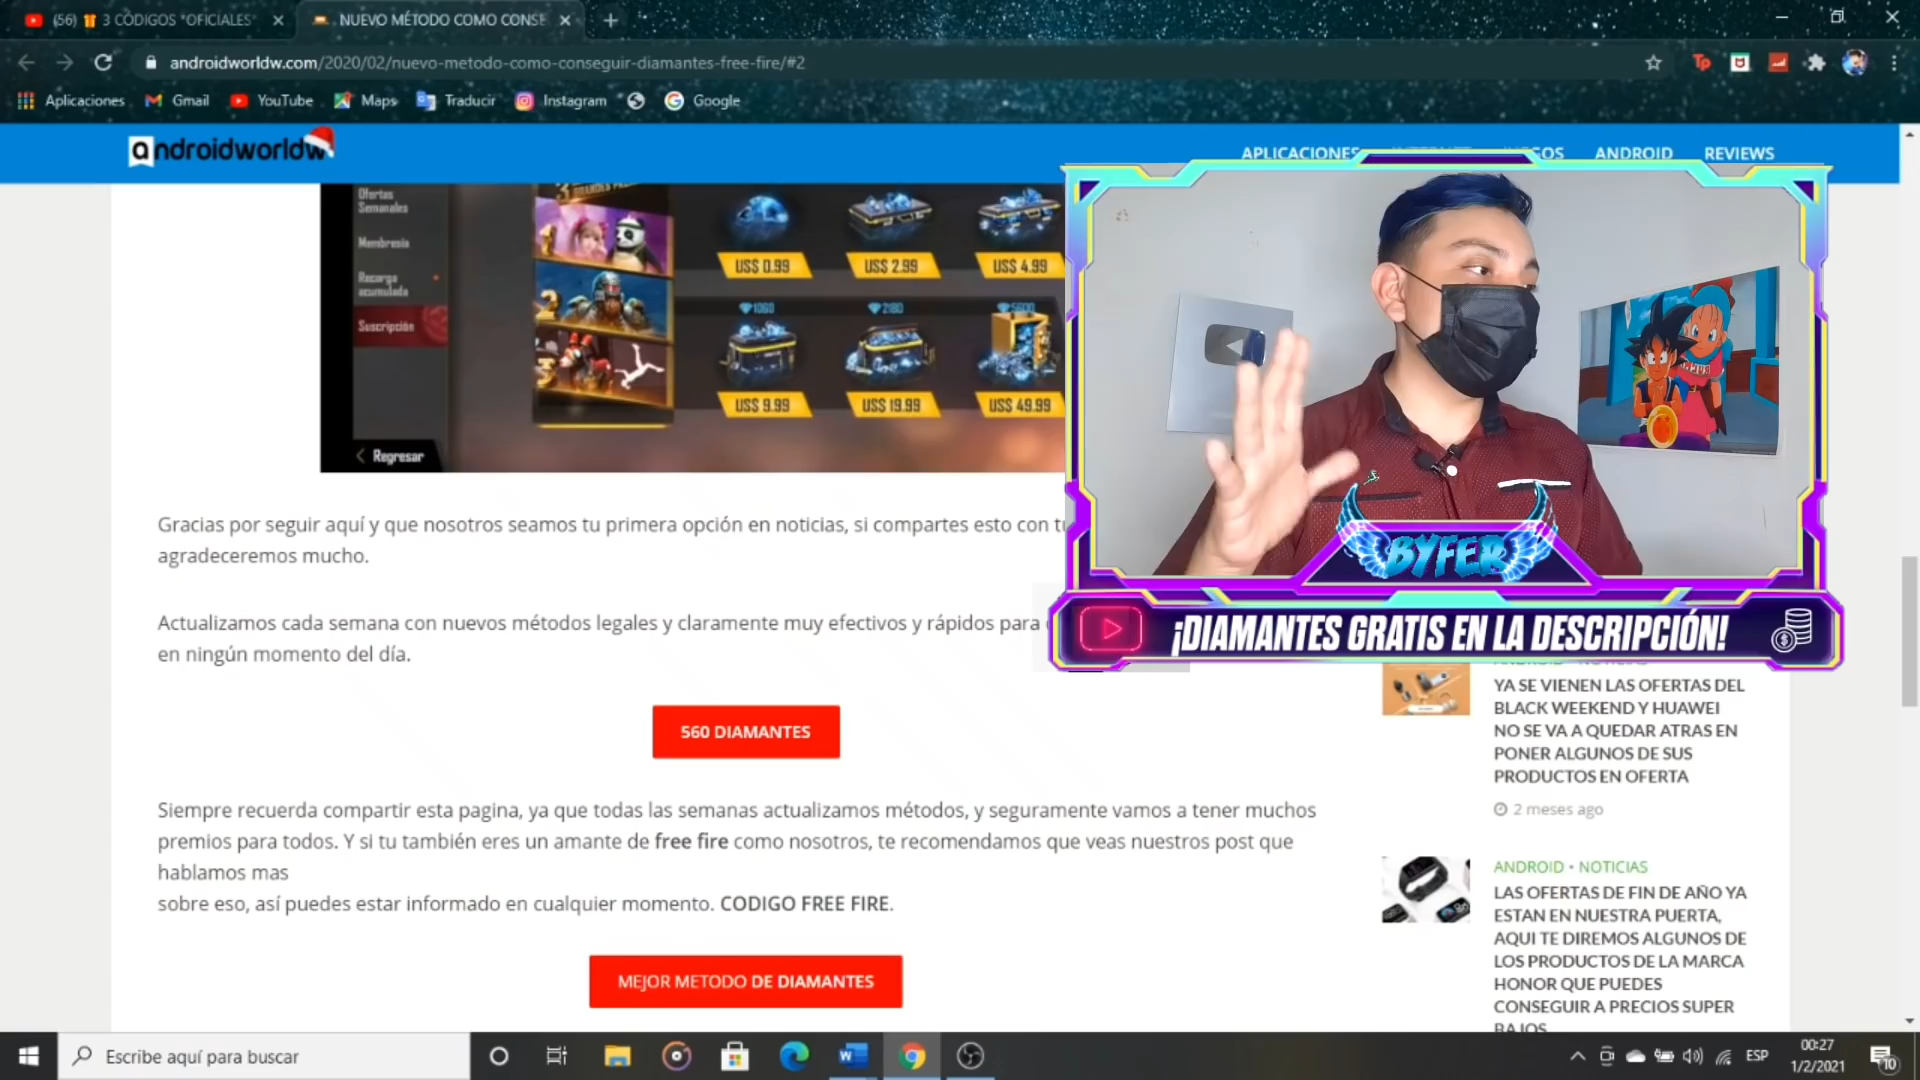 (56) 3 CÓDIGOS "OFICIALES"
NUEVO MÉTODO COMO CONSE
androidworldw.com/2020/02/nuevo-metodo-como-conseguir-diamantes-free-fire/#2
Aplicaciones
Gmail
YouTube
Maps
Traducir
Instagram
Google
androidworldw
APLICACIONES
ANDROID
REVIEWS
Ofertas
Semanales
Membresía
Recarga
acumulada
Suscripción
US$ 0.99
US$ 2.99
US$ 4.99
1060
2180
5600
US$ 9.99
US$ 19.99
US$ 49.99
Regresar
BYFER
¡DIAMANTES GRATIS EN LA DESCRIPCIÓN!
Gracias por seguir aquí y que nosotros seamos tu primera opción en noticias, si compartes esto con
agradeceremos mucho.
Actualizamos cada semana con nuevos métodos legales y claramente muy efectivos y rápidos para
en ningún momento del día.
560 DIAMANTES
Siempre recuerda compartir esta pagina, ya que todas las semanas actualizamos métodos, y seguramente vamos a tener muchos
premios para todos. Y si tu también eres un amante de free fire como nosotros, te recomendamos que veas nuestros post que
hablamos mas
sobre eso, así puedes estar informado en cualquier momento. CODIGO FREE FIRE.
MEJOR METODO DE DIAMANTES
YA SE VIENEN LAS OFERTAS DEL
BLACK WEEKEND Y HUAWEI
NO SE VA A QUEDAR ATRAS EN
PONER ALGUNOS DE SUS
PRODUCTOS EN OFERTA
2 meses ago
ANDROID • NOTICIAS
LAS OFERTAS DE FIN DE AÑO YA
ESTAN EN NUESTRA PUERTA,
AQUI TE DIREMOS ALGUNOS DE
LOS PRODUCTOS DE LA MARCA
HONOR QUE PUEDES
CONSEGUIR A PRECIOS SUPER
BAJOS
Escribe aquí para buscar
ESP
00:27
1/2/2021
10